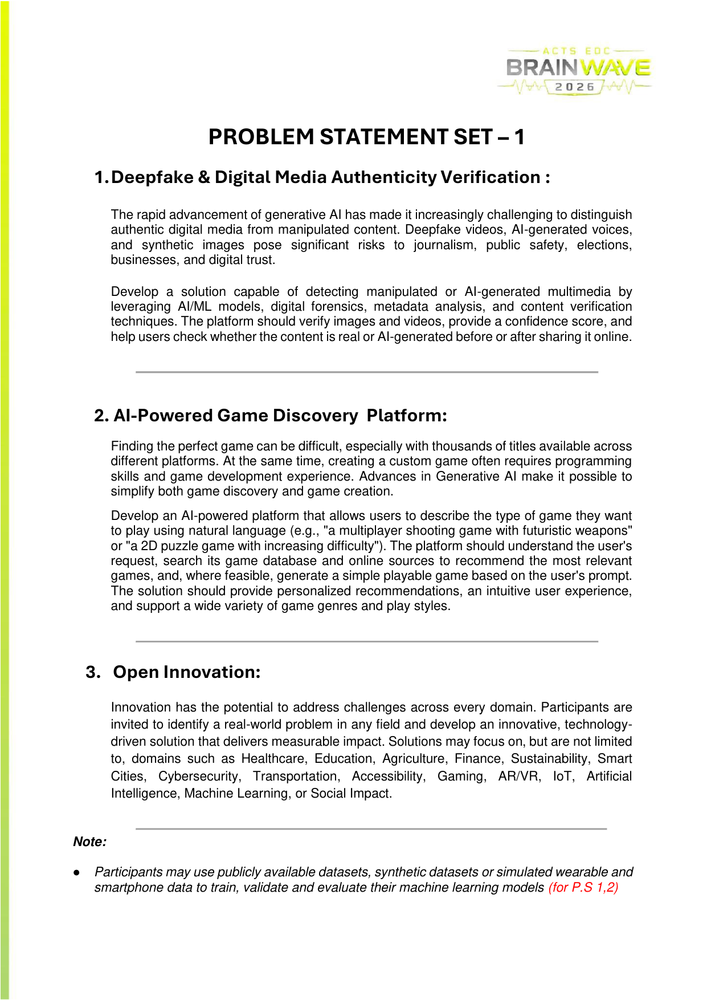 ACTS EDC
BRAINWAVE
2026
PROBLEM STATEMENT SET – 1
1. Deepfake & Digital Media Authenticity Verification :
The rapid advancement of generative AI has made it increasingly challenging to distinguish
authentic digital media from manipulated content. Deepfake videos, AI-generated voices,
and synthetic images pose significant risks to journalism, public safety, elections,
businesses, and digital trust.
Develop a solution capable of detecting manipulated or AI-generated multimedia by
leveraging AI/ML models, digital forensics, metadata analysis, and content verification
techniques. The platform should verify images and videos, provide a confidence score, and
help users check whether the content is real or AI-generated before or after sharing it online.
2. AI-Powered Game Discovery Platform:
Finding the perfect game can be difficult, especially with thousands of titles available across
different platforms. At the same time, creating a custom game often requires programming
skills and game development experience. Advances in Generative AI make it possible to
simplify both game discovery and game creation.
Develop an AI-powered platform that allows users to describe the type of game they want
to play using natural language (e.g., "a multiplayer shooting game with futuristic weapons"
or "a 2D puzzle game with increasing difficulty"). The platform should understand the user's
request, search its game database and online sources to recommend the most relevant
games, and, where feasible, generate a simple playable game based on the user's prompt.
The solution should provide personalized recommendations, an intuitive user experience,
and support a wide variety of game genres and play styles.
3. Open Innovation:
Innovation has the potential to address challenges across every domain. Participants are
invited to identify a real-world problem in any field and develop an innovative, technology-
driven solution that delivers measurable impact. Solutions may focus on, but are not limited
to, domains such as Healthcare, Education, Agriculture, Finance, Sustainability, Smart
Cities, Cybersecurity, Transportation, Accessibility, Gaming, AR/VR, IoT, Artificial
Intelligence, Machine Learning, or Social Impact.
Note:
● Participants may use publicly available datasets, synthetic datasets or simulated wearable and
smartphone data to train, validate and evaluate their machine learning models (for P.S 1,2)